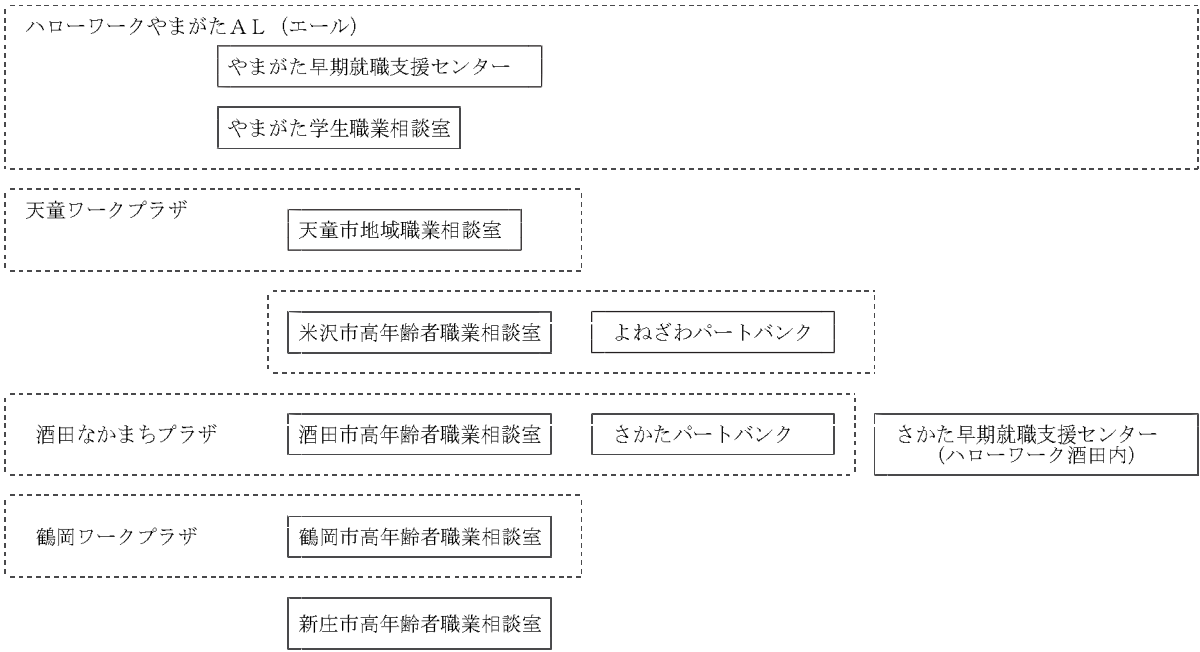 ハローワークやまがたＡＬ（エール）
やまがた早期就職支援センター
やまがた学生職業相談室
天童ワークプラザ
天童市地域職業相談室
米沢市高年齢者職業相談室
よねざわパートバンク
酒田なかまちプラザ
酒田市高年齢者職業相談室
さかたパートバンク
さかた早期就職支援センター
（ハローワーク酒田内）
鶴岡ワークプラザ
鶴岡市高年齢者職業相談室
新庄市高年齢者職業相談室